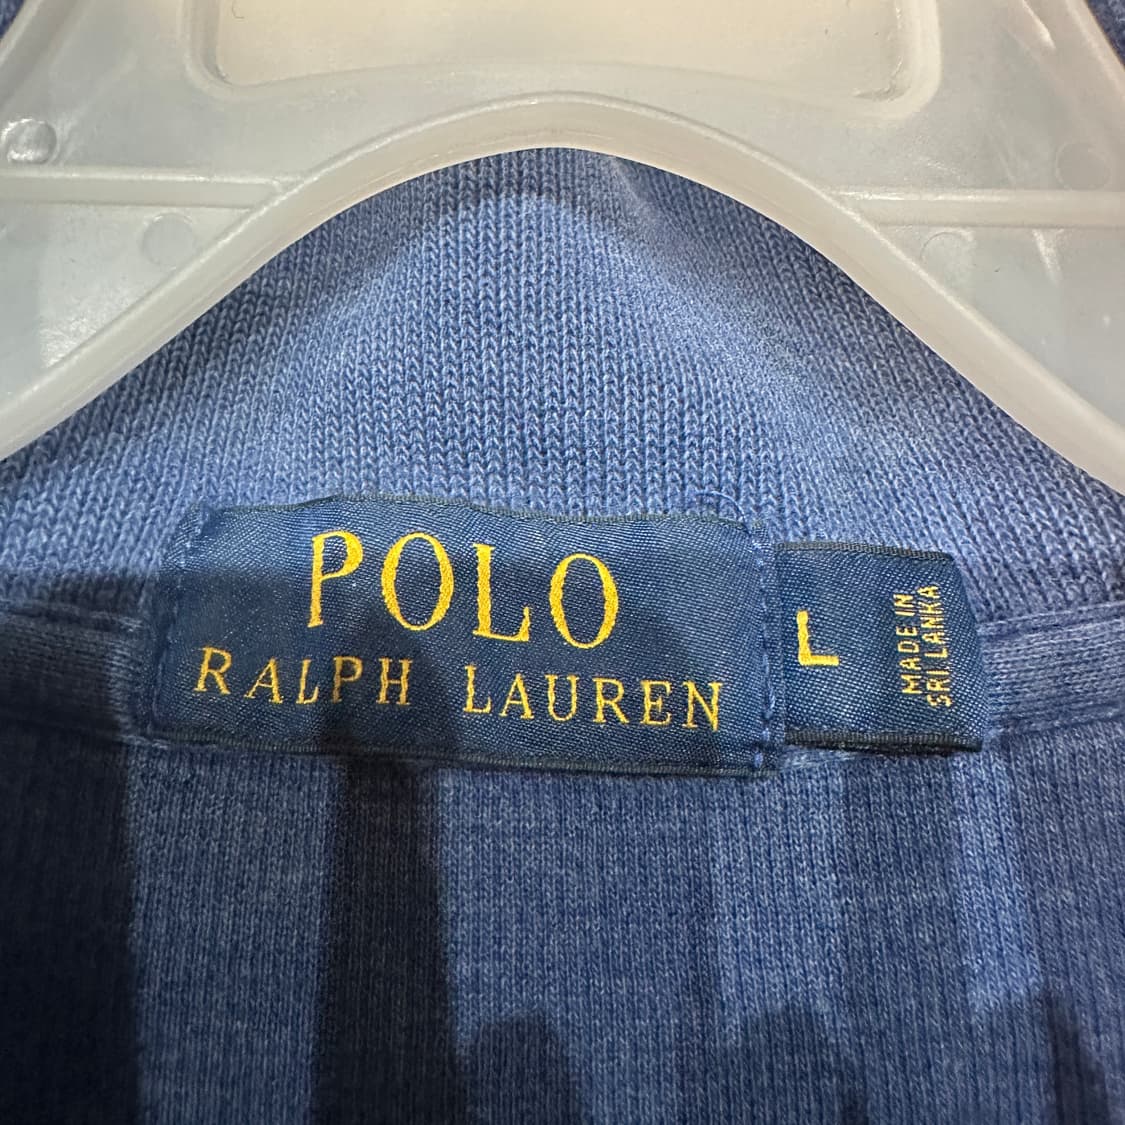 POLO
RALPH LAUREN
L
MADE IN
SRI LANKA